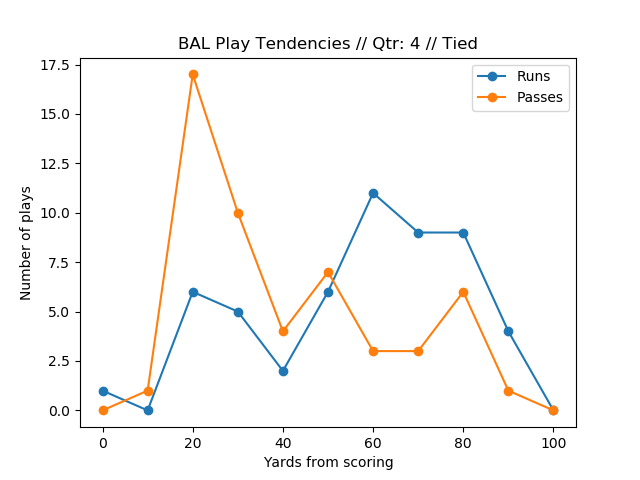 BAL Play Tendencies // Qtr: 4 // Tied
Runs
Passes
Number of plays
17.5
15.0
12.5
10.0
7.5
5.0
2.5
0.0
0 20 40 60 80 100
Yards from scoring